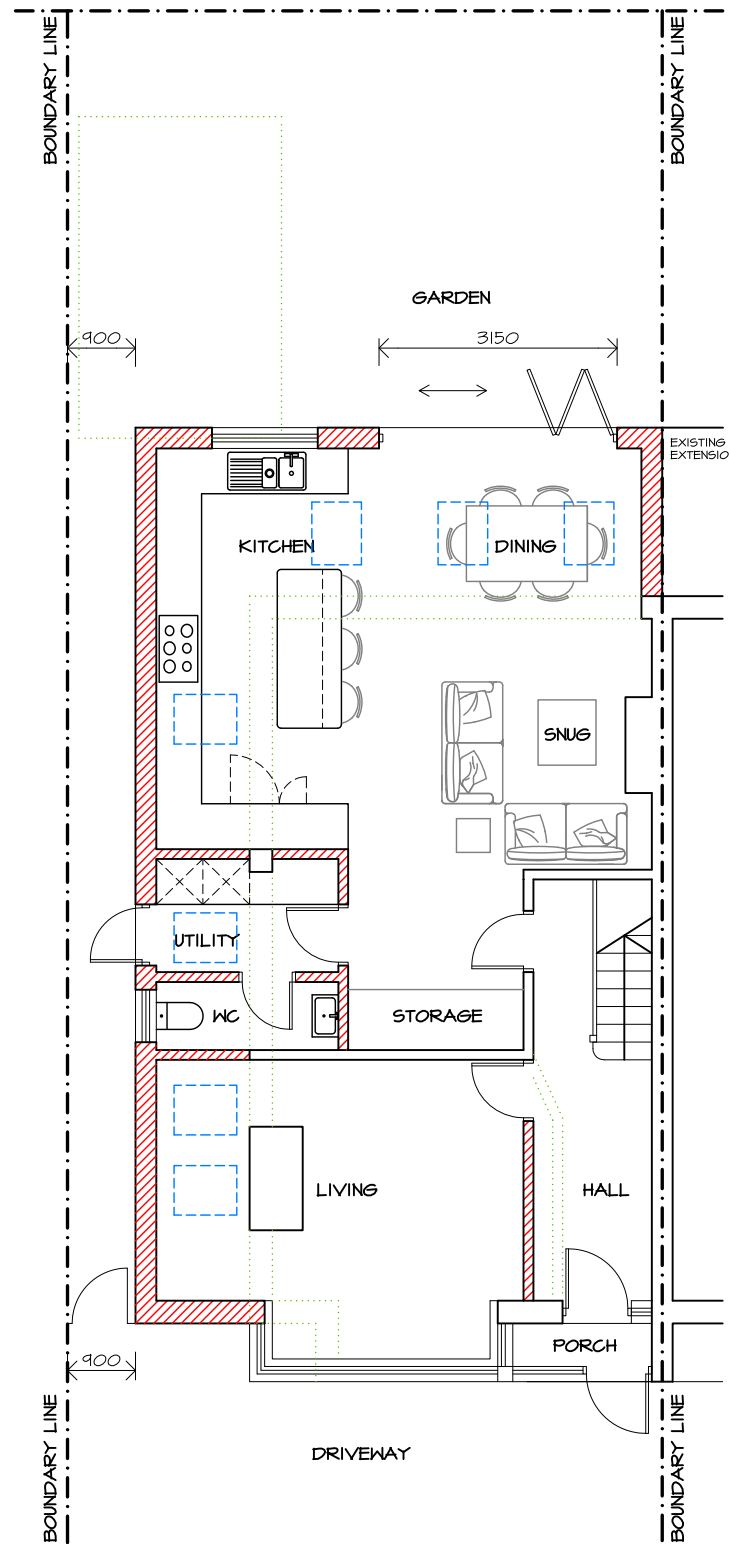 BOUNDARY LINE
BOUNDARY LINE
GARDEN
900
3150
EXISTING
EXTENSIO
KITCHEN
DINING
SNUG
UTILITY
WC
STORAGE
LIVING
HALL
PORCH
900
BOUNDARY LINE
BOUNDARY LINE
DRIVEWAY